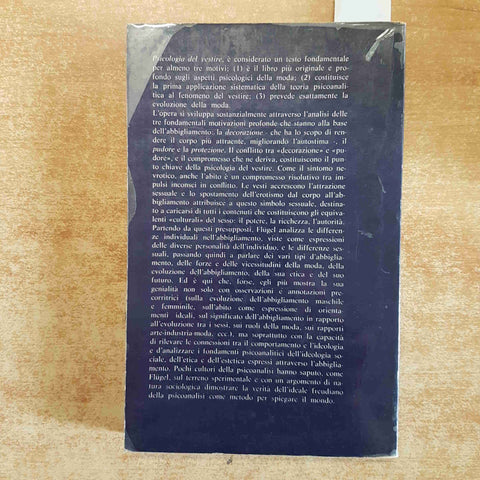 Psicologia del vestire, è considerato un testo fondamentale
per almeno tre motivi; (1) è il libro più originale e pro-
fondo sugli aspetti psicologici della moda; (2) costituisce
la prima applicazione sistematica della teoria psicoanali-
tica al fenomeno del vestire; (3) prevede esattamente la
evoluzione della moda.
L'opera si sviluppa sostanzialmente attraverso l'analisi delle
tre fondamentali motivazioni profonde che stanno alla base
dell'abbigliamento: la decorazione - che ha lo scopo di ren-
dere il corpo più attraente, migliorando l'autostima -, il
pudore e la protezione. Il conflitto tra «decorazione» e «pu-
dore», e il compromesso che ne deriva, costituiscono il pun-
to chiave della psicologia del vestire. Come il sintomo ne-
vrotico, anche l'abito è un compromesso risolutivo tra im-
pulsi inconsci in conflitto. Le vesti accrescono l'attrazione
sessuale e lo spostamento dell'erotismo dal corpo all'ab-
bigliamento attribuisce a questo simbolo sessuale, destina-
to a caricarsi di tutti i contenuti che costituiscono gli equiva-
lenti «culturali» del sesso: il potere, la ricchezza, l'autorità.
Partendo da questi presupposti, Flügel analizza le differen-
ze individuali nell'abbigliamento, viste come espressioni
delle diverse personalità dell'individuo, e le differenze ses-
suali, passando quindi a parlare dei vari tipi d'abbiglia-
mento, delle forze e delle vicessitudini della moda, della
evoluzione dell'abbigliamento, della sua etica e del suo
futuro. Ed è qui che, forse, egli più mostra la sua
genialità non solo con osservazioni e annotazioni pre-
corritrici (sulla evoluzione dell'abbigliamento maschile
e femminile, sull'abito come espressione di orienta-
menti ideali, sul significato dell'abbigliamento in rapporto
all'evoluzione tra i sessi, sui ruoli della moda, sui rapporti
arte-industria-moda, ecc.), ma soprattutto con la capacità
di rilevare le connessioni tra il comportamento e l'ideologia
e d'analizzare i fondamenti psicoanalitici dell'ideologia so-
ciale, dell'etica e dell'estetica espressi attraverso l'abbiglia-
mento. Pochi cultori della psicoanalisi hanno saputo, come
Flügel, sul terreno sperimentale e con un argomento di na-
tura sociologica dimostrare la verità dell'ideale freudiano
della psicoanalisi come metodo per spiegare il mondo.